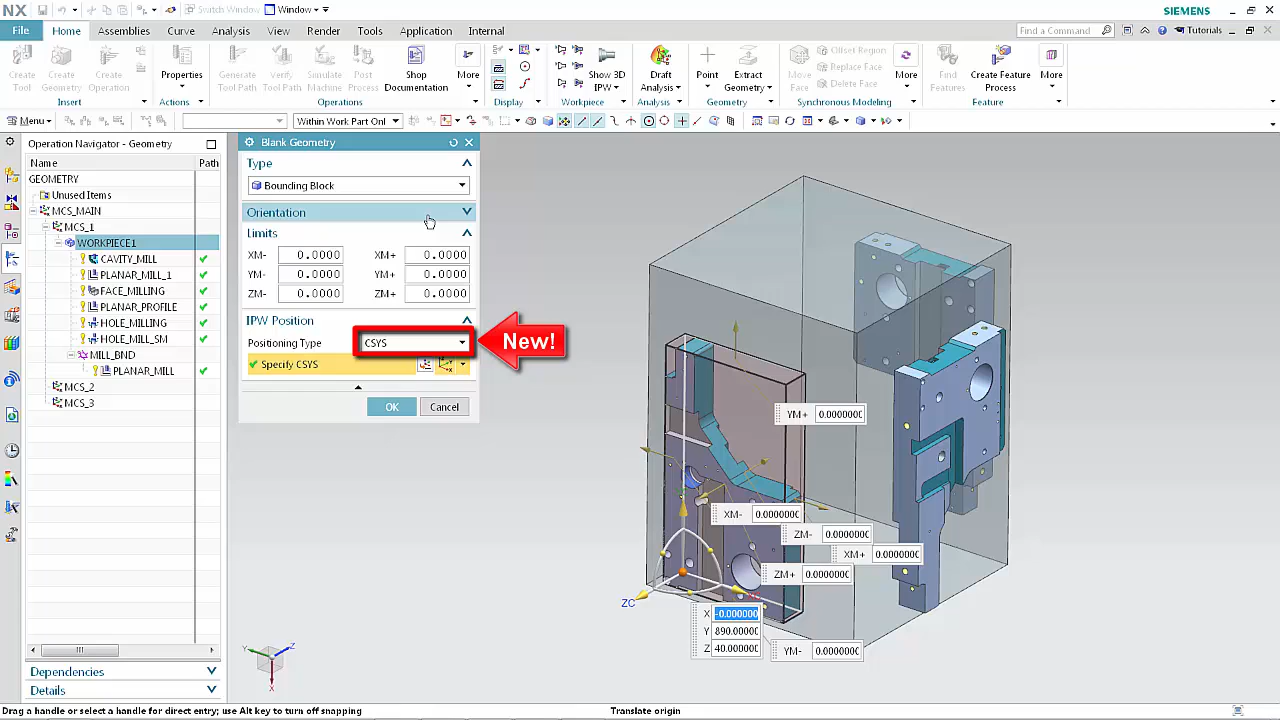 NX
Switch Window
Window
SIEMENS
File
Home
Assemblies
Curve
Analysis
View
Render
Tools
Application
Internal
Find a Command
Tutorials
Create Tool
Create Geometry
Create Operation
Insert
Properties
Actions
Generate Tool Path
Verify Tool Path
Simulate Machine
Post Process
Shop Documentation
More
Operations
Display
Show 3D IPW
Workpiece
Draft Analysis
Analysis
Point
Extract Geometry
Geometry
Move Face
Offset Region
Replace Face
Delete Face
More
Synchronous Modeling
Find Features
Create Feature Process
More
Feature
Menu
Within Work Part Onl
Operation Navigator - Geometry
Name
Path
GEOMETRY
Unused Items
MCS_MAIN
MCS_1
WORKPIECE1
CAVITY_MILL
PLANAR_MILL_1
FACE_MILLING
PLANAR_PROFILE
HOLE_MILLING
HOLE_MILL_SM
MILL_BND
PLANAR_MILL
MCS_2
MCS_3
Dependencies
Details
Blank Geometry
Type
Bounding Block
Orientation
Limits
XM- 0.0000 XM+ 0.0000
YM- 0.0000 YM+ 0.0000
ZM- 0.0000 ZM+ 0.0000
IPW Position
Positioning Type CSYS
Specify CSYS
OK
Cancel
New!
YM+ 0.000000(
XM- 0.000000(
ZM- 0.000000(
XM+ 0.000000(
ZM+ 0.000000(
ZC
X -0.000000
Y 890.0000(
Z 40.00000(
YM- 0.000000(
Y
Z
X
Drag a handle or select a handle for direct entry; use Alt key to turn off snapping
Translate origin